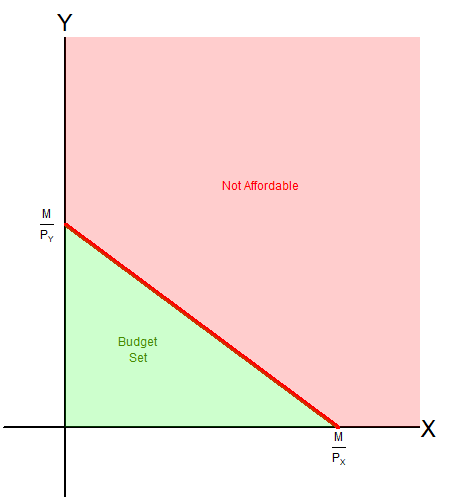 Y
Not Affordable
M
PY
Budget
Set
X
M
PX